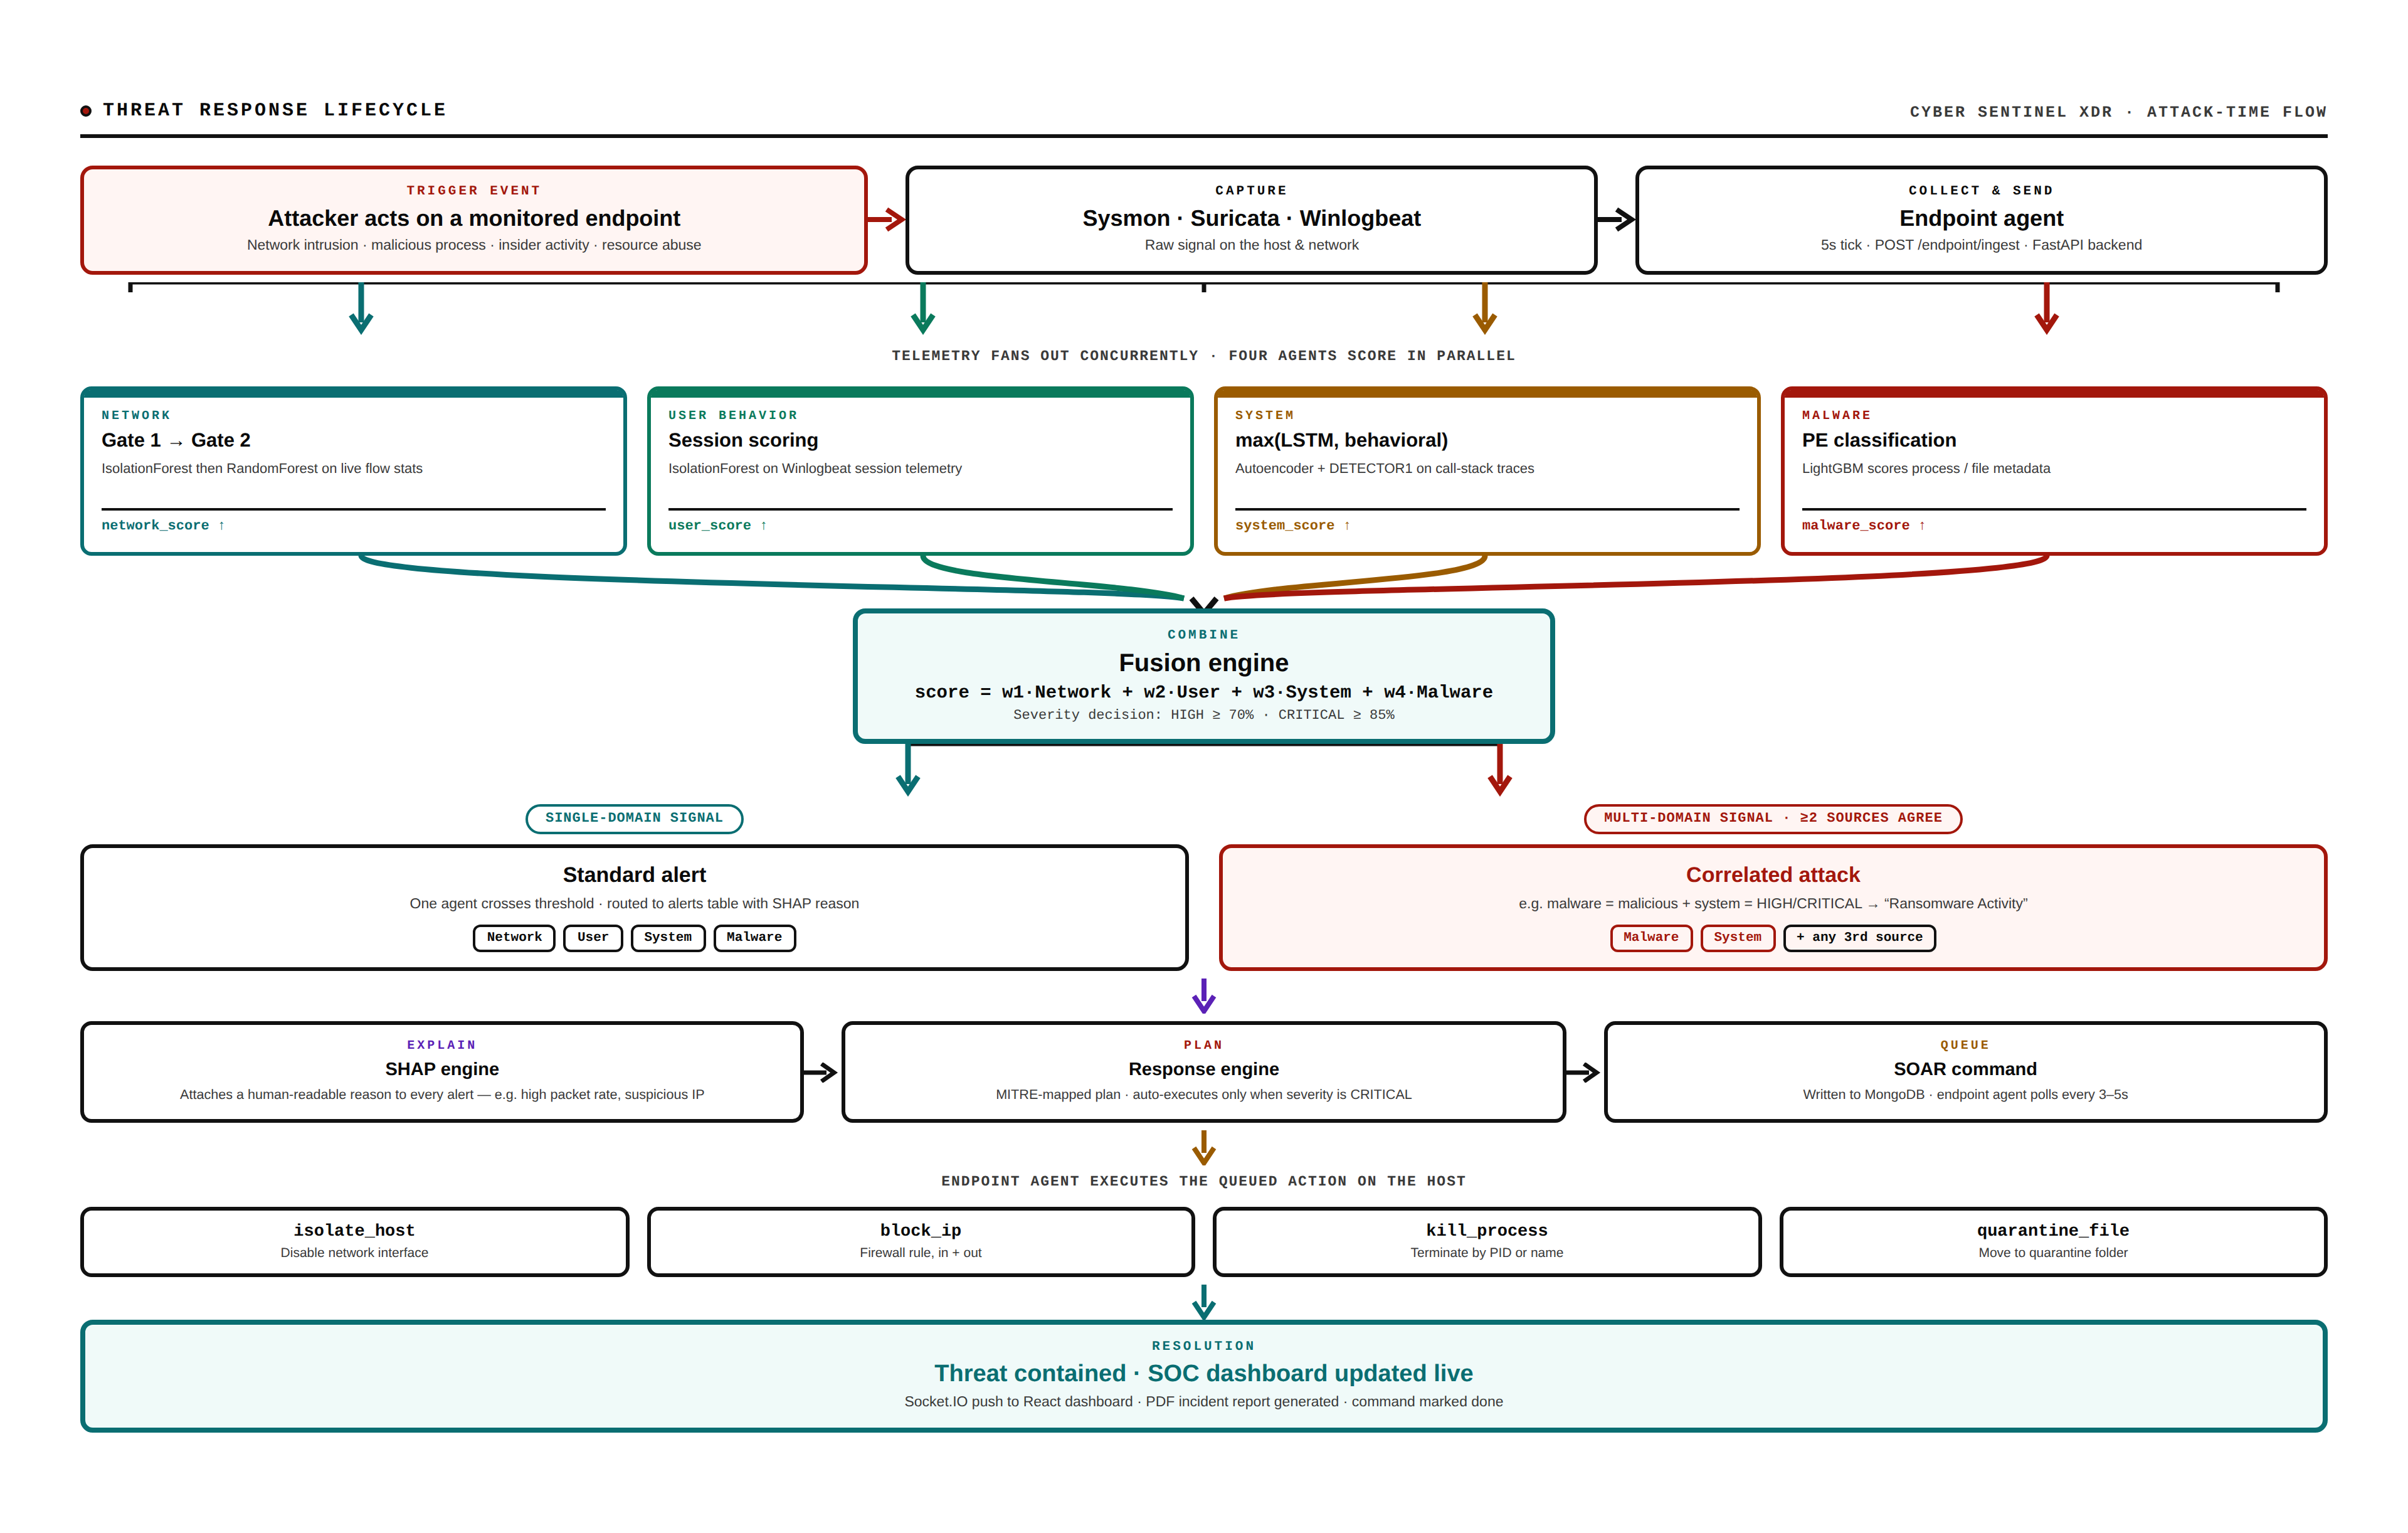 THREAT RESPONSE LIFECYCLE
CYBER SENTINEL XDR · ATTACK-TIME FLOW
TRIGGER EVENT
Attacker acts on a monitored endpoint
Network intrusion · malicious process · insider activity · resource abuse
CAPTURE
Sysmon · Suricata · Winlogbeat
Raw signal on the host & network
COLLECT & SEND
Endpoint agent
5s tick · POST /endpoint/ingest · FastAPI backend
TELEMETRY FANS OUT CONCURRENTLY · FOUR AGENTS SCORE IN PARALLEL
NETWORK
Gate 1 → Gate 2
IsolationForest then RandomForest on live flow stats
network_score ↑
USER BEHAVIOR
Session scoring
IsolationForest on Winlogbeat session telemetry
user_score ↑
SYSTEM
max(LSTM, behavioral)
Autoencoder + DETECTOR1 on call-stack traces
system_score ↑
MALWARE
PE classification
LightGBM scores process / file metadata
malware_score ↑
COMBINE
Fusion engine
score = w1·Network + w2·User + w3·System + w4·Malware
Severity decision: HIGH ≥ 70% · CRITICAL ≥ 85%
SINGLE-DOMAIN SIGNAL
Standard alert
One agent crosses threshold · routed to alerts table with SHAP reason
Network User System Malware
MULTI-DOMAIN SIGNAL · ≥2 SOURCES AGREE
Correlated attack
e.g. malware = malicious + system = HIGH/CRITICAL → “Ransomware Activity”
Malware System + any 3rd source
EXPLAIN
SHAP engine
Attaches a human-readable reason to every alert — e.g. high packet rate, suspicious IP
PLAN
Response engine
MITRE-mapped plan · auto-executes only when severity is CRITICAL
QUEUE
SOAR command
Written to MongoDB · endpoint agent polls every 3–5s
ENDPOINT AGENT EXECUTES THE QUEUED ACTION ON THE HOST
isolate_host
Disable network interface
block_ip
Firewall rule, in + out
kill_process
Terminate by PID or name
quarantine_file
Move to quarantine folder
RESOLUTION
Threat contained · SOC dashboard updated live
Socket.IO push to React dashboard · PDF incident report generated · command marked done